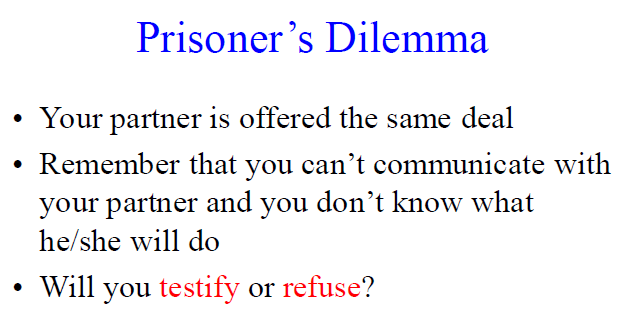 Prisoner’s Dilemma
• Your partner is offered the same deal
• Remember that you can’t communicate with
your partner and you don’t know what
he/she will do
• Will you testify or refuse?